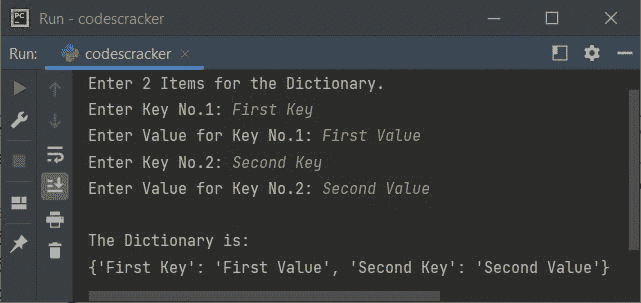 PC
Run - codescracker
Run:
codescracker
Enter 2 Items for the Dictionary.
Enter Key No.1: First Key
Enter Value for Key No.1: First Value
Enter Key No.2: Second Key
Enter Value for Key No.2: Second Value
The Dictionary is:
{'First Key': 'First Value', 'Second Key': 'Second Value'}